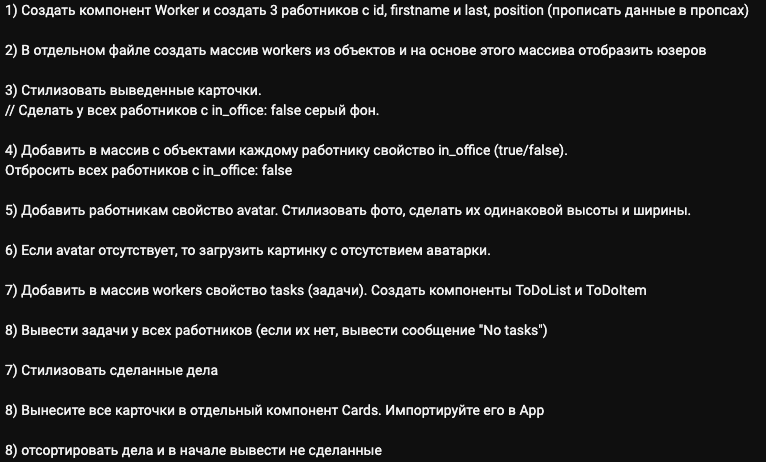 1) Создать компонент Worker и создать 3 работников с id, firstname и last, position (прописать данные в пропсах)
2) В отдельном файле создать массив workers из объектов и на основе этого массива отобразить юзеров
3) Стилизовать выведенные карточки.
// Сделать у всех работников с in_office: false серый фон.
4) Добавить в массив с объектами каждому работнику свойство in_office (true/false).
Отбросить всех работников с in_office: false
5) Добавить работникам свойство avatar. Стилизовать фото, сделать их одинаковой высоты и ширины.
6) Если avatar отсутствует, то загрузить картинку с отсутствием аватарки.
7) Добавить в массив workers свойство tasks (задачи). Создать компоненты ToDoList и ToDoItem
8) Вывести задачи у всех работников (если их нет, вывести сообщение "No tasks")
7) Стилизовать сделанные дела
8) Вынесите все карточки в отдельный компонент Cards. Импортируйте его в App
8) отсортировать дела и в начале вывести не сделанные